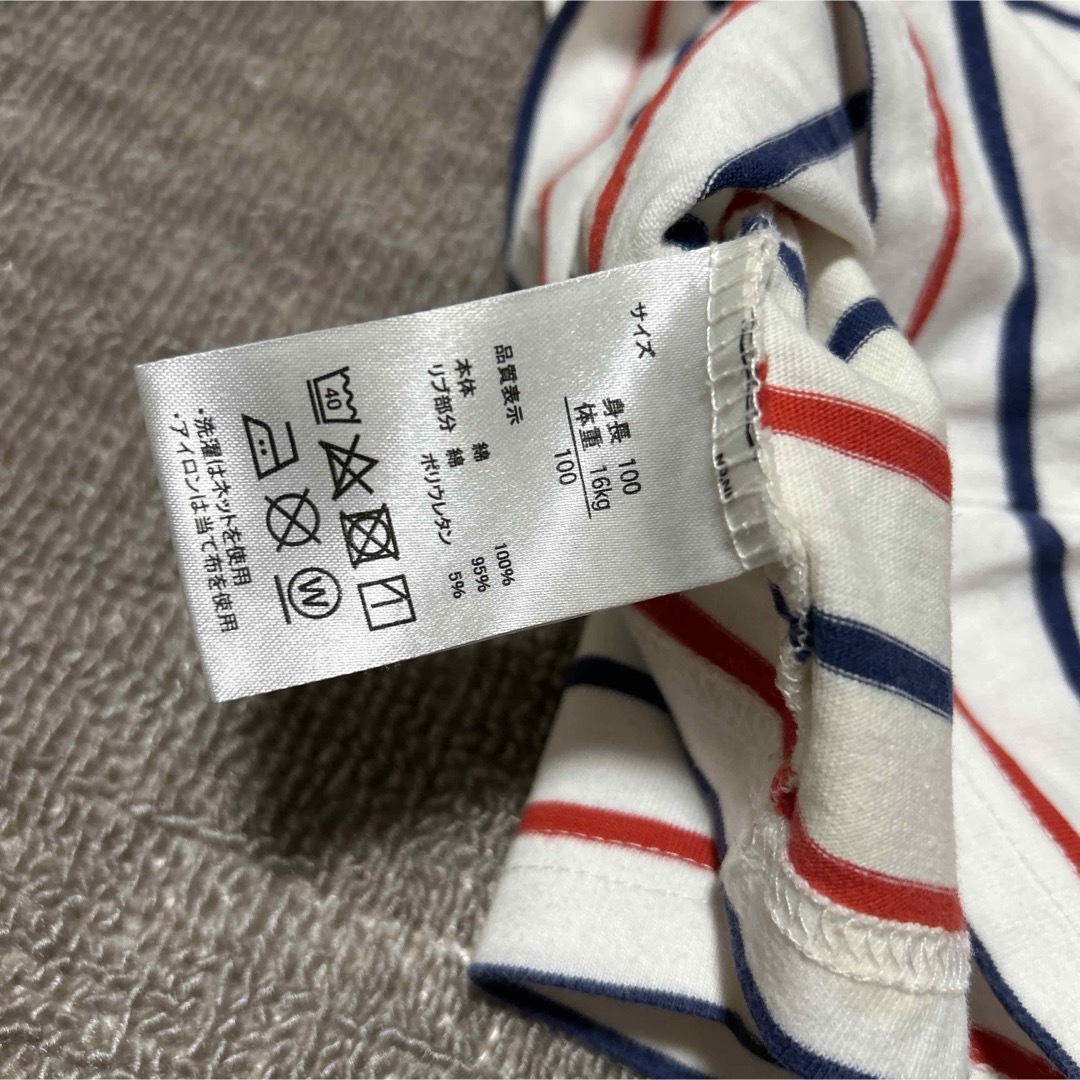 サイズ
身長 100
体重 16kg
100
品質表示
本体 綿 100%
リブ部分 綿 95%
ポリウレタン 5%
40
W
・洗濯はネットを使用
・アイロンは当て布を使用